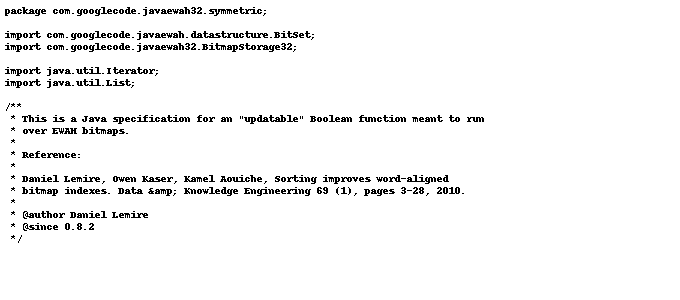 package com.googlecode.javaewah32.symmetric;

import com.googlecode.javaewah.datastructure.BitSet;
import com.googlecode.javaewah32.BitmapStorage32;

import java.util.Iterator;
import java.util.List;

/**
 * This is a Java specification for an "updatable" Boolean function meant to run
 * over EWAH bitmaps.
 *
 * Reference:
 *
 * Daniel Lemire, Owen Kaser, Kamel Aouiche, Sorting improves word-aligned
 * bitmap indexes. Data &amp; Knowledge Engineering 69 (1), pages 3-28, 2010.
 *
 * @author Daniel Lemire
 * @since 0.8.2
 */